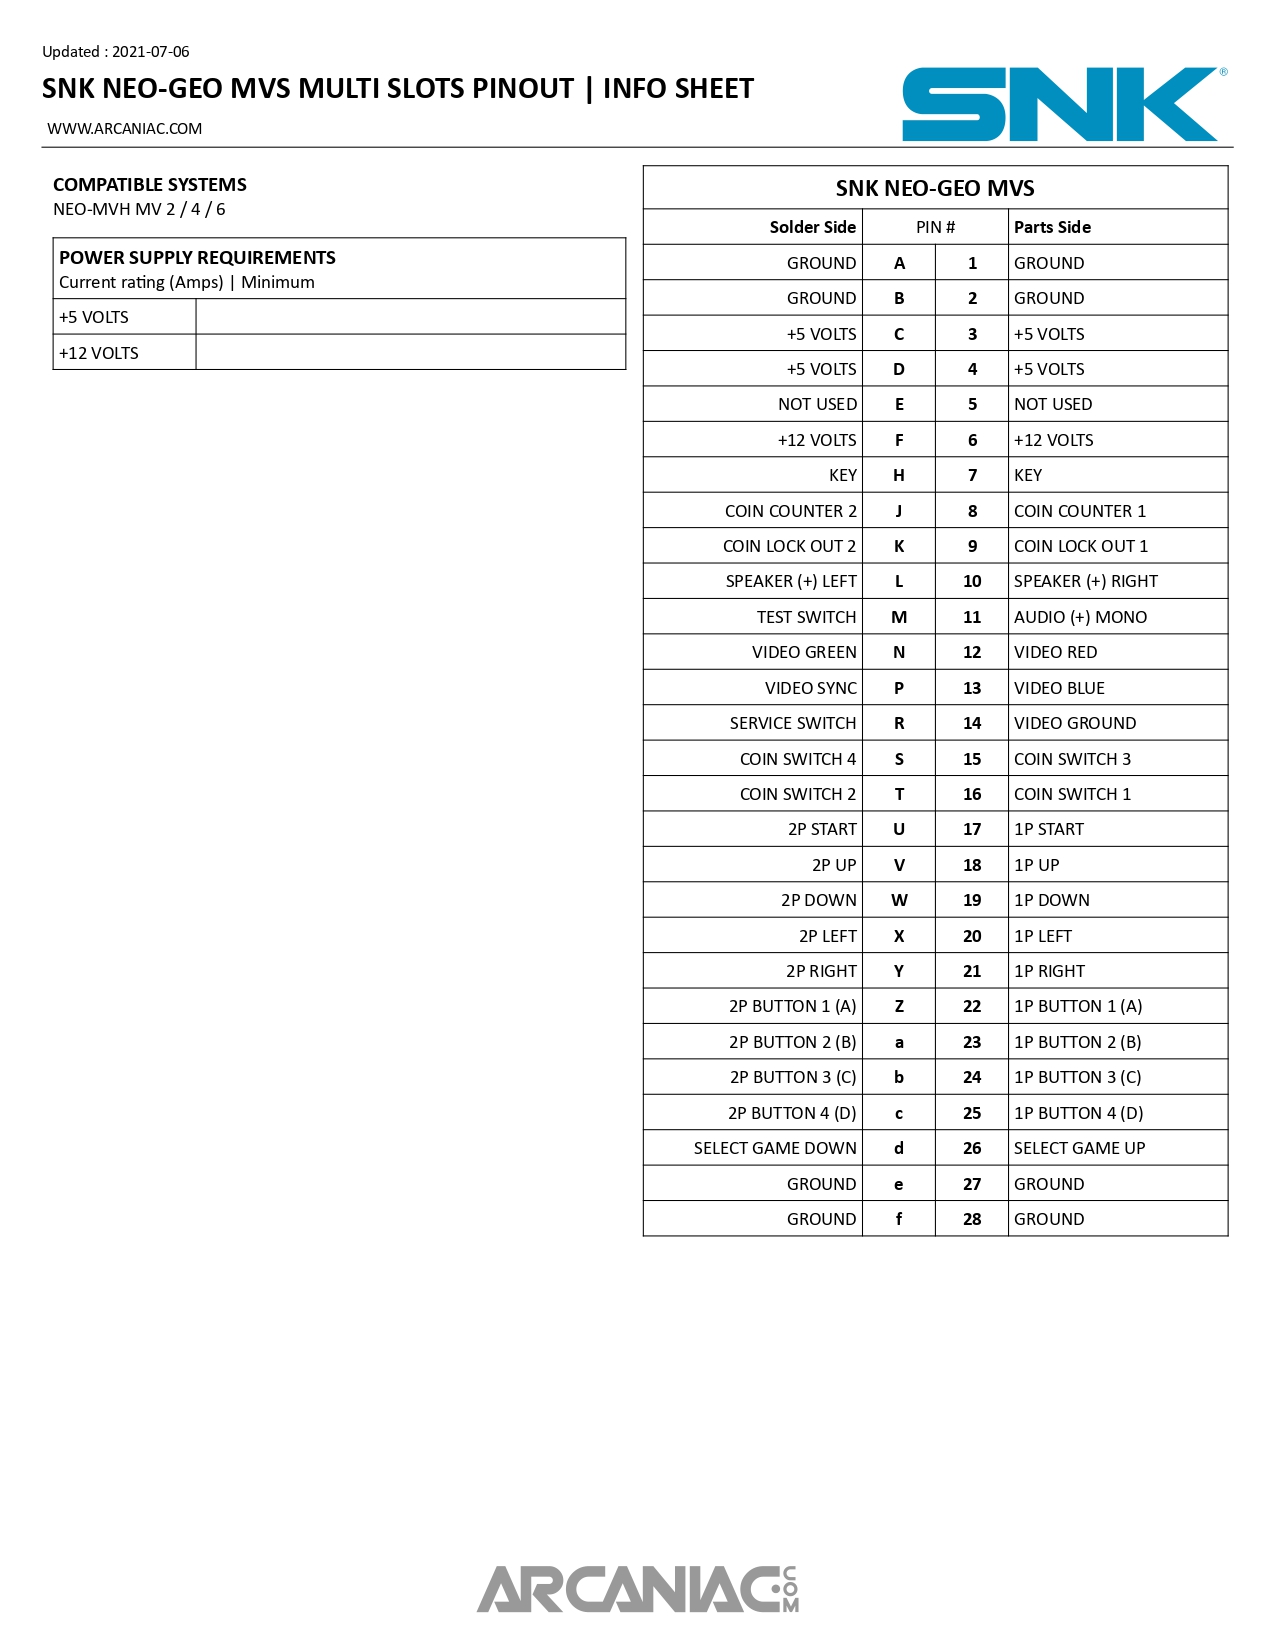 Updated : 2021-07-06
SNK NEO-GEO MVS MULTI SLOTS PINOUT | INFO SHEET
WWW.ARCANIAC.COM
SNK®
COMPATIBLE SYSTEMS
NEO-MVH MV 2 / 4 / 6
POWER SUPPLY REQUIREMENTS
Current rating (Amps) | Minimum
+5 VOLTS
+12 VOLTS
SNK NEO-GEO MVS
Solder Side PIN # Parts Side
GROUND A 1 GROUND
GROUND B 2 GROUND
+5 VOLTS C 3 +5 VOLTS
+5 VOLTS D 4 +5 VOLTS
NOT USED E 5 NOT USED
+12 VOLTS F 6 +12 VOLTS
KEY H 7 KEY
COIN COUNTER 2 J 8 COIN COUNTER 1
COIN LOCK OUT 2 K 9 COIN LOCK OUT 1
SPEAKER (+) LEFT L 10 SPEAKER (+) RIGHT
TEST SWITCH M 11 AUDIO (+) MONO
VIDEO GREEN N 12 VIDEO RED
VIDEO SYNC P 13 VIDEO BLUE
SERVICE SWITCH R 14 VIDEO GROUND
COIN SWITCH 4 S 15 COIN SWITCH 3
COIN SWITCH 2 T 16 COIN SWITCH 1
2P START U 17 1P START
2P UP V 18 1P UP
2P DOWN W 19 1P DOWN
2P LEFT X 20 1P LEFT
2P RIGHT Y 21 1P RIGHT
2P BUTTON 1 (A) Z 22 1P BUTTON 1 (A)
2P BUTTON 2 (B) a 23 1P BUTTON 2 (B)
2P BUTTON 3 (C) b 24 1P BUTTON 3 (C)
2P BUTTON 4 (D) c 25 1P BUTTON 4 (D)
SELECT GAME DOWN d 26 SELECT GAME UP
GROUND e 27 GROUND
GROUND f 28 GROUND
ARCANIAC.COM